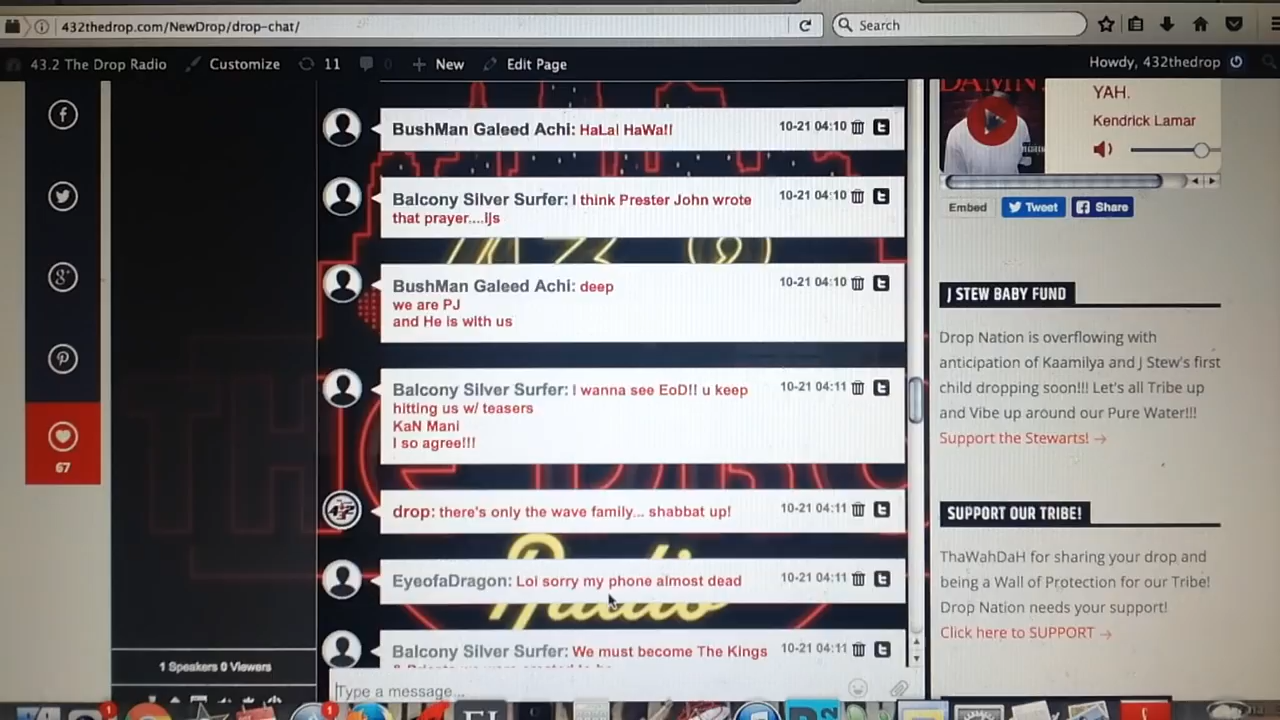 432thedrop.com/NewDrop/drop-chat/
Search
43.2 The Drop Radio
Customize
11
0
New
Edit Page
Howdy, 432thedrop
BushMan Galeed Achi: HaLal HaWa!!
10-21 04:10
Balcony Silver Surfer: I think Prester John wrote
that prayer....IJs
10-21 04:10
BushMan Galeed Achi: deep
we are PJ
and He is with us
10-21 04:10
Balcony Silver Surfer: I wanna see EoD!! u keep
hitting us w/ teasers
KaN Mani
I so agree!!!
10-21 04:11
drop: there's only the wave family... shabbat up!
10-21 04:11
EyeofaDragon: Lol sorry my phone almost dead
10-21 04:11
Radio
Balcony Silver Surfer: We must become The Kings
10-21 04:11
Type a message...
67
1 Speakers 0 Viewers
DAMN.
YAH.
Kendrick Lamar
Embed
Tweet
Share
J STEW BABY FUND
Drop Nation is overflowing with
anticipation of Kaamilya and J Stew's first
child dropping soon!!! Let's all Tribe up
and Vibe up around our Pure Water!!!
Support the Stewarts! →
SUPPORT OUR TRIBE!
ThaWahDaH for sharing your drop and
being a Wall of Protection for our Tribe!
Drop Nation needs your support!
Click here to SUPPORT →